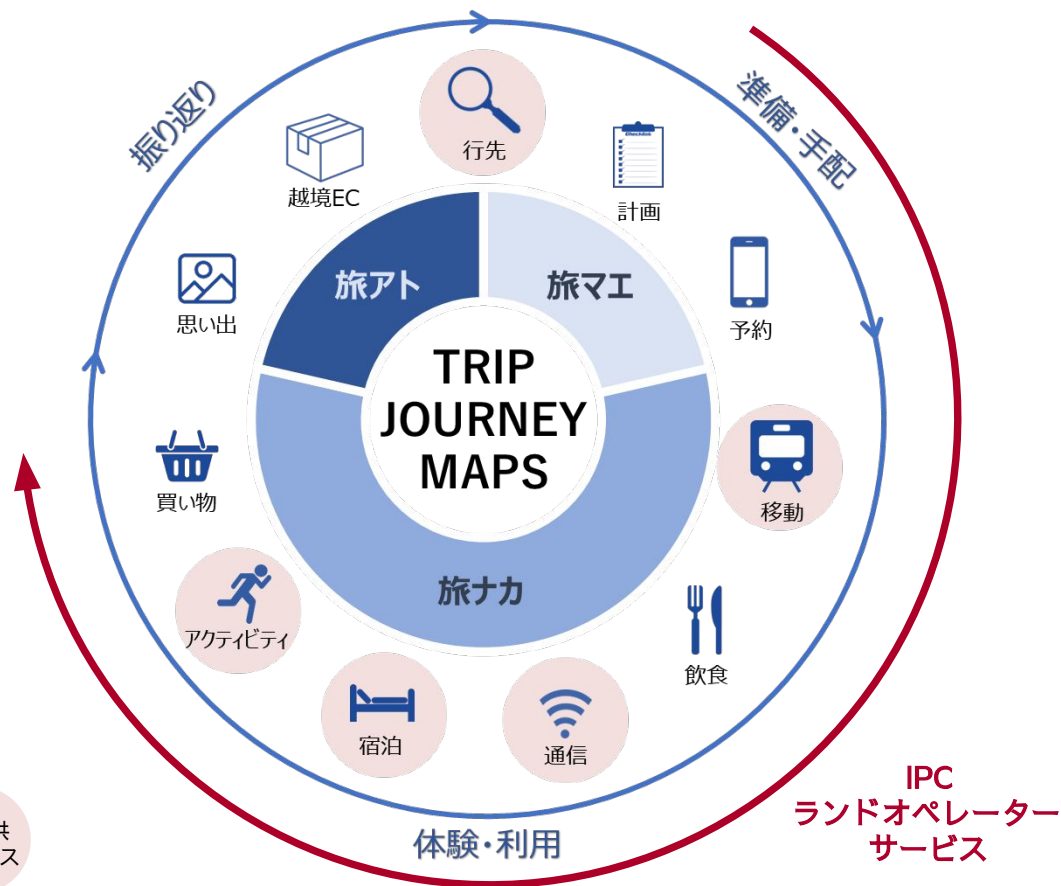 行先
計画
予約
移動
飲食
通信
宿泊
アクティビティ
買い物
思い出
越境EC
準備・手配
体験・利用
振り返り
旅マエ
旅ナカ
旅アト
TRIP
JOURNEY
MAPS
IPC
ランドオペレーター
サービス
供
ス